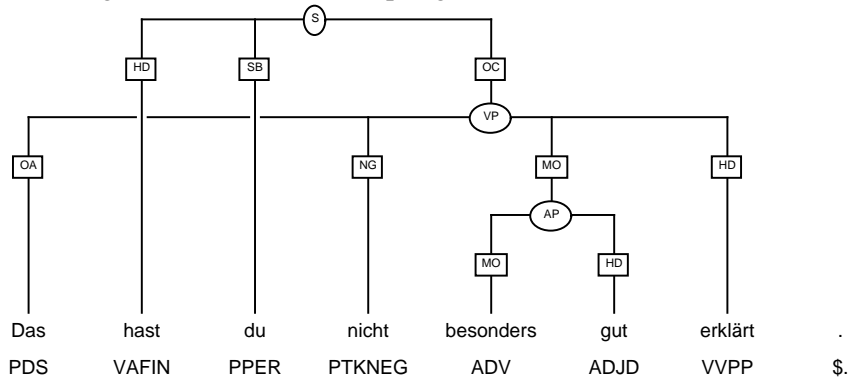 S
HD SB OC
VP
OA NG MO HD
AP
MO HD
Das hast du nicht besonders gut erklärt .
PDS VAFIN PPER PTKNEG ADV ADJD VVPP $.